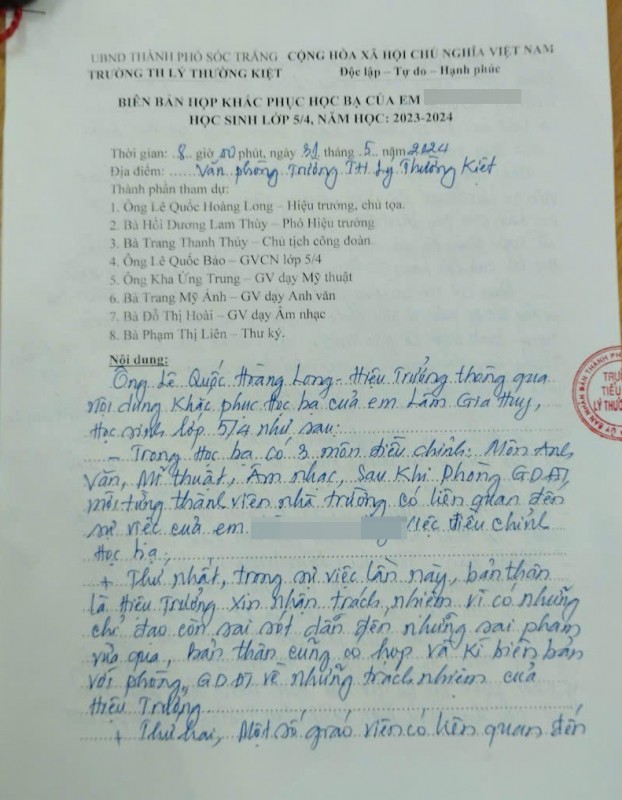 UBND THÀNH PHỐ SÓC TRĂNG CỘNG HÒA XÃ HỘI CHỦ NGHĨA VIỆT NAM
TRƯỜNG TH LÝ THƯỜNG KIỆT Độc lập – Tự do – Hạnh phúc
BIÊN BẢN HỌP KHẮC PHỤC HỌC BẠ CỦA EM
HỌC SINH LỚP 5/4, NĂM HỌC: 2023-2024
Thời gian: 8 giờ 00 phút, ngày 31 tháng 5 năm 2024
Địa điểm: Văn phòng Trường TH Lý Thường Kiệt
Thành phần tham dự:
1. Ông Lê Quốc Hoàng Long – Hiệu trưởng, chủ tọa.
2. Bà Hồi Dương Lam Thùy – Phó Hiệu trưởng
3. Bà Trang Thanh Thủy – Chủ tịch công đoàn
4. Ông Lê Quốc Bảo – GVCN lớp 5/4
5. Ông Kha Ứng Trung – GV dạy Mỹ thuật
6. Bà Trang Mỹ Ánh – GV dạy Anh văn
7. Bà Đỗ Thị Hoài – GV dạy Âm nhạc
8. Bà Phạm Thị Liên – Thư ký.
Nội dung:
Ông Lê Quốc Hoàng Long - Hiệu Trưởng thông qua
nội dung khắc phục học bạ của em Lâm Gia Huy,
Học sinh lớp 5/4 như sau:
- Trong học bạ có 3 môn điều chỉnh: Môn Anh
Văn, Mĩ thuật, Âm nhạc, Sau khi phòng GDĐT
mời từng thành viên nhà trường có liên quan đến
sự việc của em việc điều chỉnh
học bạ.
+ Thứ nhất, trong sự việc lần này, bản thân
là Hiệu Trưởng xin nhận trách nhiệm vì có những
chỉ đạo còn sai sót dẫn đến những sai phạm
vừa qua, bản thân cũng có họp và kí biên bản
với phòng GDĐT về những trách nhiệm của
Hiệu Trưởng
+ Thứ hai, Một số giáo viên có liên quan đến